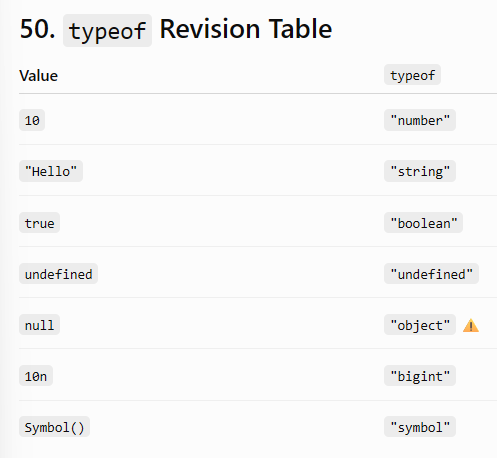 50. typeof Revision Table
Value typeof
10 "number"
"Hello" "string"
true "boolean"
undefined "undefined"
null "object" ⚠️
10n "bigint"
Symbol() "symbol"